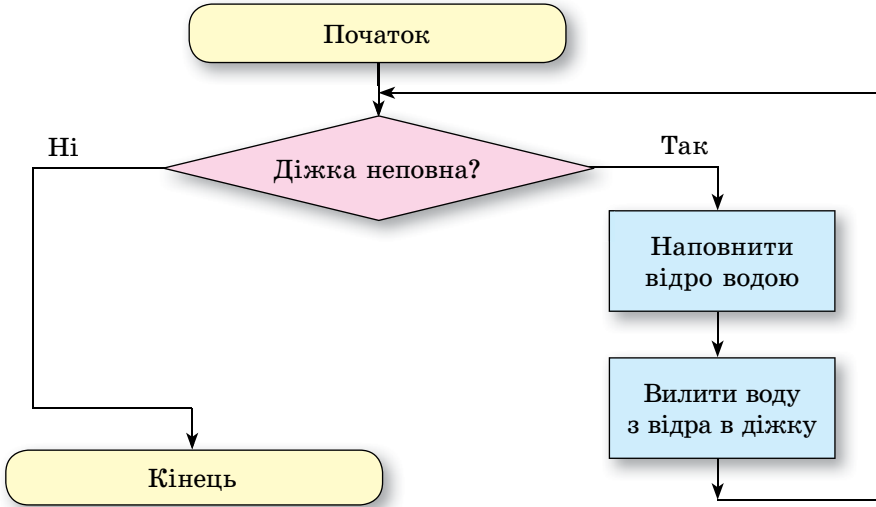 Початок
Ні
Діжка неповна?
Так
Наповнити
відро водою
Вилити воду
з відра в діжку
Кінець